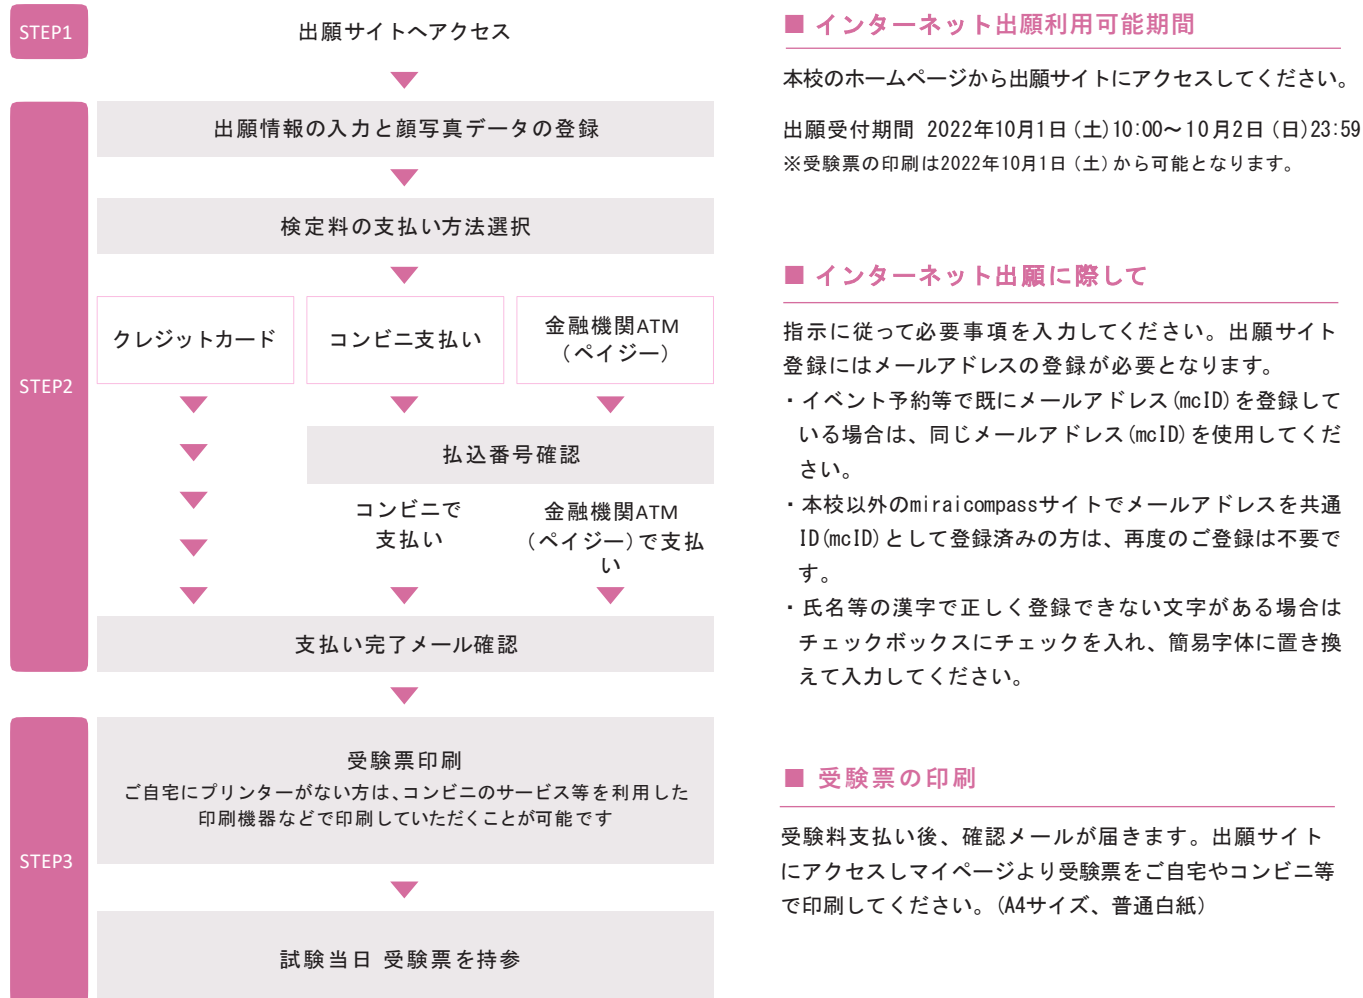 STEP1
出願サイトへアクセス
STEP2
出願情報の入力と顔写真データの登録
検定料の支払い方法選択
クレジットカード
コンビニ支払い
金融機関ATM
（ペイジー）
払込番号確認
コンビニで
支払い
金融機関ATM
（ペイジー）で支払
い
支払い完了メール確認
STEP3
受験票印刷
ご自宅にプリンターがない方は、コンビニのサービス等を利用した
印刷機器などで印刷していただくことが可能です
試験当日 受験票を持参
■ インターネット出願利用可能期間
本校のホームページから出願サイトにアクセスしてください。
出願受付期間 2022年10月1日（土）10:00～10月2日（日）23:59
※受験票の印刷は2022年10月1日（土）から可能となります。
■ インターネット出願に際して
指示に従って必要事項を入力してください。出願サイト
登録にはメールアドレスの登録が必要となります。
・イベント予約等で既にメールアドレス(mcID)を登録して
いる場合は、同じメールアドレス(mcID)を使用してくだ
さい。
・本校以外のmiraicompassサイトでメールアドレスを共通
ID(mcID)として登録済みの方は、再度のご登録は不要で
す。
・氏名等の漢字で正しく登録できない文字がある場合は
チェックボックスにチェックを入れ、簡易字体に置き換
えて入力してください。
■ 受験票の印刷
受験料支払い後、確認メールが届きます。出願サイト
にアクセスしマイページより受験票をご自宅やコンビニ等
で印刷してください。（A4サイズ、普通白紙）